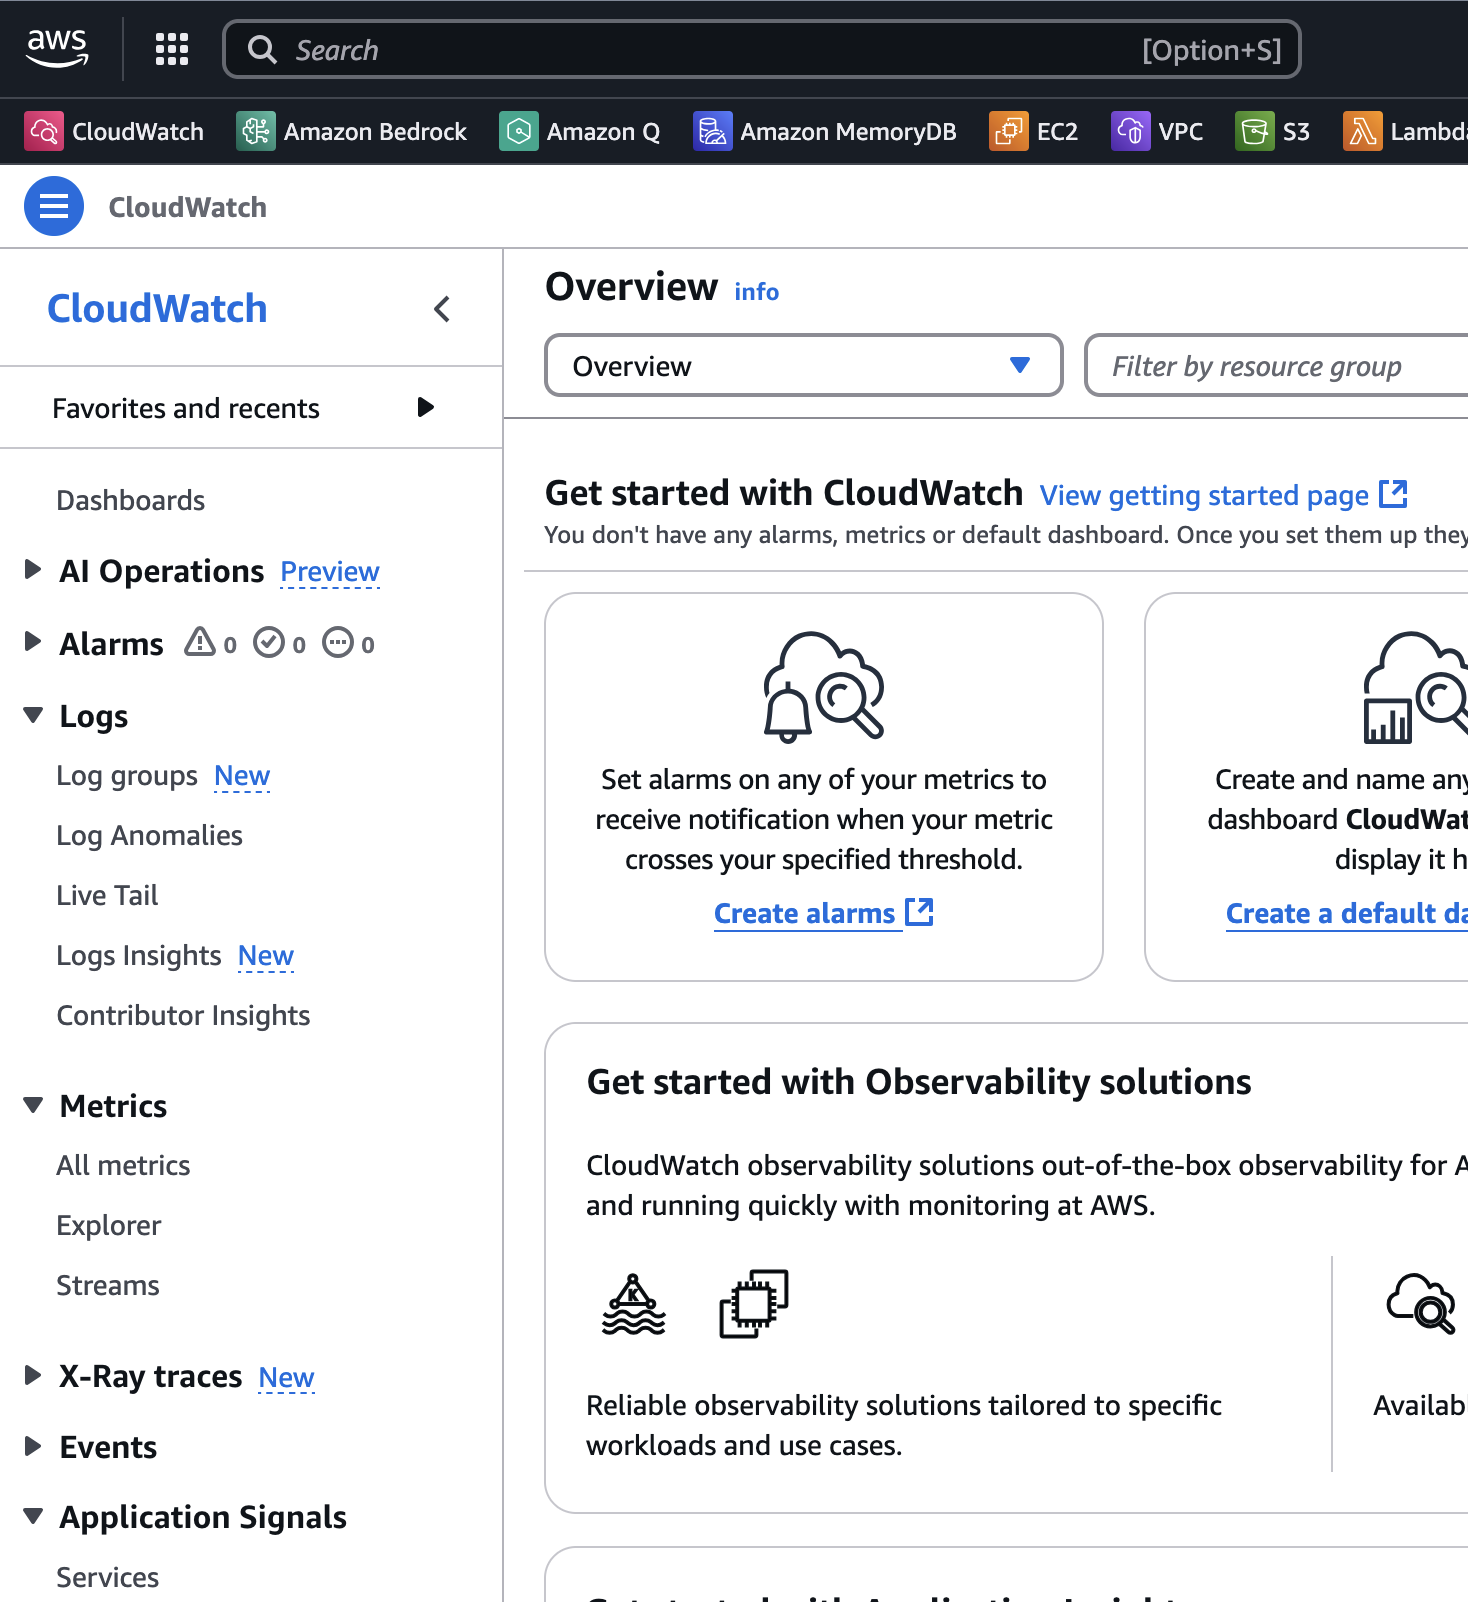 aws
Search [Option+S]
CloudWatch Amazon Bedrock Amazon Q Amazon MemoryDB EC2 VPC S3 Lambda
CloudWatch
CloudWatch
Favorites and recents
Dashboards
AI Operations Preview
Alarms 0 0 0
Logs
Log groups New
Log Anomalies
Live Tail
Logs Insights New
Contributor Insights
Metrics
All metrics
Explorer
Streams
X-Ray traces New
Events
Application Signals
Services
Overview info
Overview
Filter by resource group
Get started with CloudWatch View getting started page
You don't have any alarms, metrics or default dashboard. Once you set them up they
Set alarms on any of your metrics to
receive notification when your metric
crosses your specified threshold.
Create alarms
Create and name any
dashboard CloudWat
display it h
Create a default da
Get started with Observability solutions
CloudWatch observability solutions out-of-the-box observability for A
and running quickly with monitoring at AWS.
K
Reliable observability solutions tailored to specific
workloads and use cases.
Availab